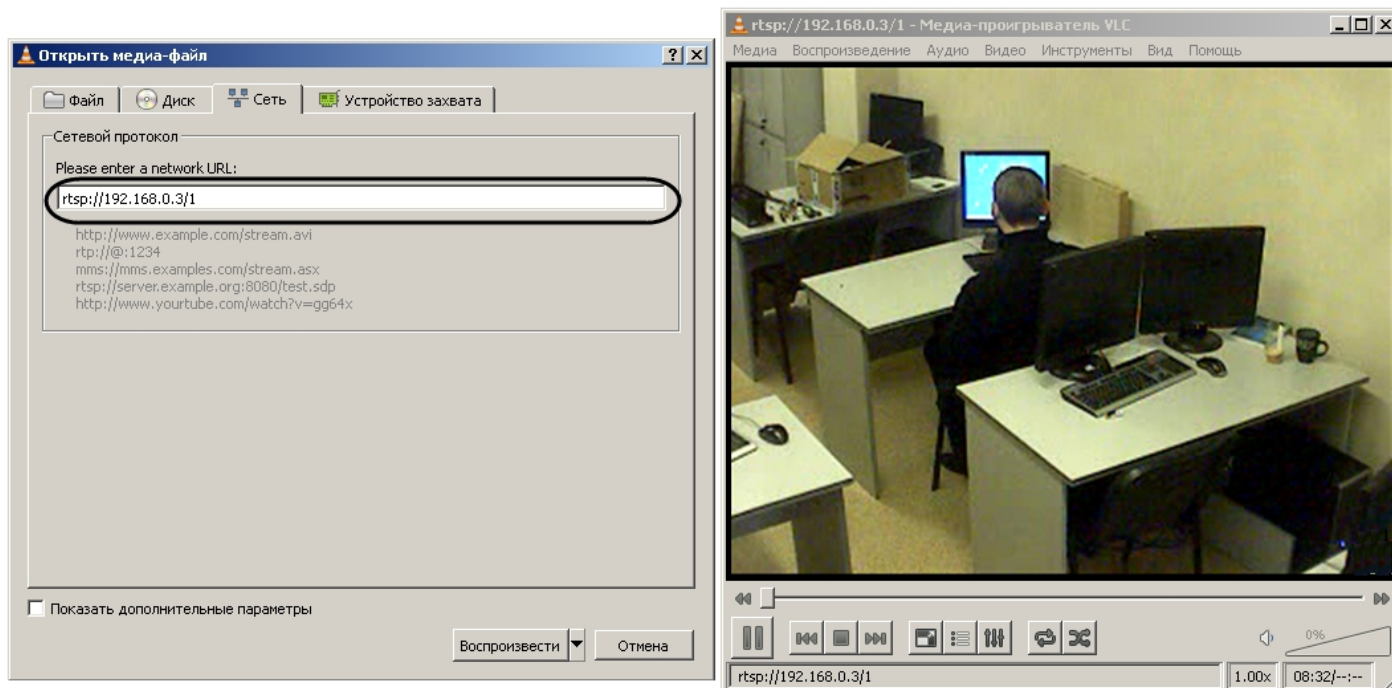 Открыть медиа-файл
Файл
Диск
Сеть
Устройство захвата
Сетевой протокол
Please enter a network URL:
rtsp://192.168.0.3/1
http://www.example.com/stream.avi
rtp://@:1234
mms://mms.examples.com/stream.asx
rtsp://server.example.org:8080/test.sdp
http://www.yourtube.com/watch?v=gg64x
Показать дополнительные параметры
Воспроизвести
Отмена
rtsp://192.168.0.3/1 - Медиа-проигрыватель VLC
Медиа Воспроизведение Аудио Видео Инструменты Вид Помощь
0%
rtsp://192.168.0.3/1 1.00x 08:32/--:--